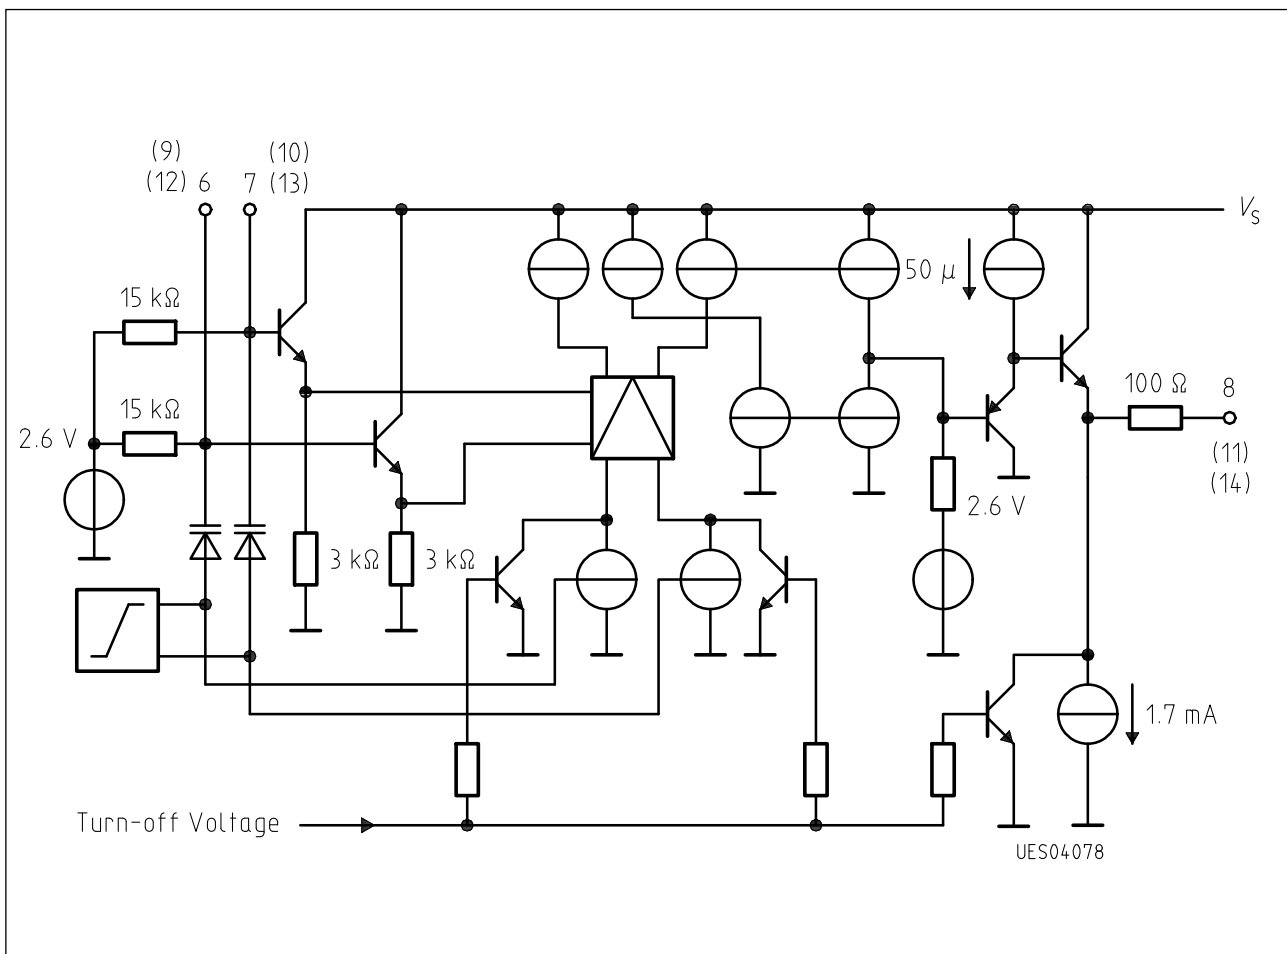 (9)
(10)
(12) 6
7 (13)
V_S
50 μ
15 kΩ
15 kΩ
100 Ω
8
2.6 V
(11)
(14)
2.6 V
3 kΩ
3 kΩ
1.7 mA
Turn-off Voltage
UES04078